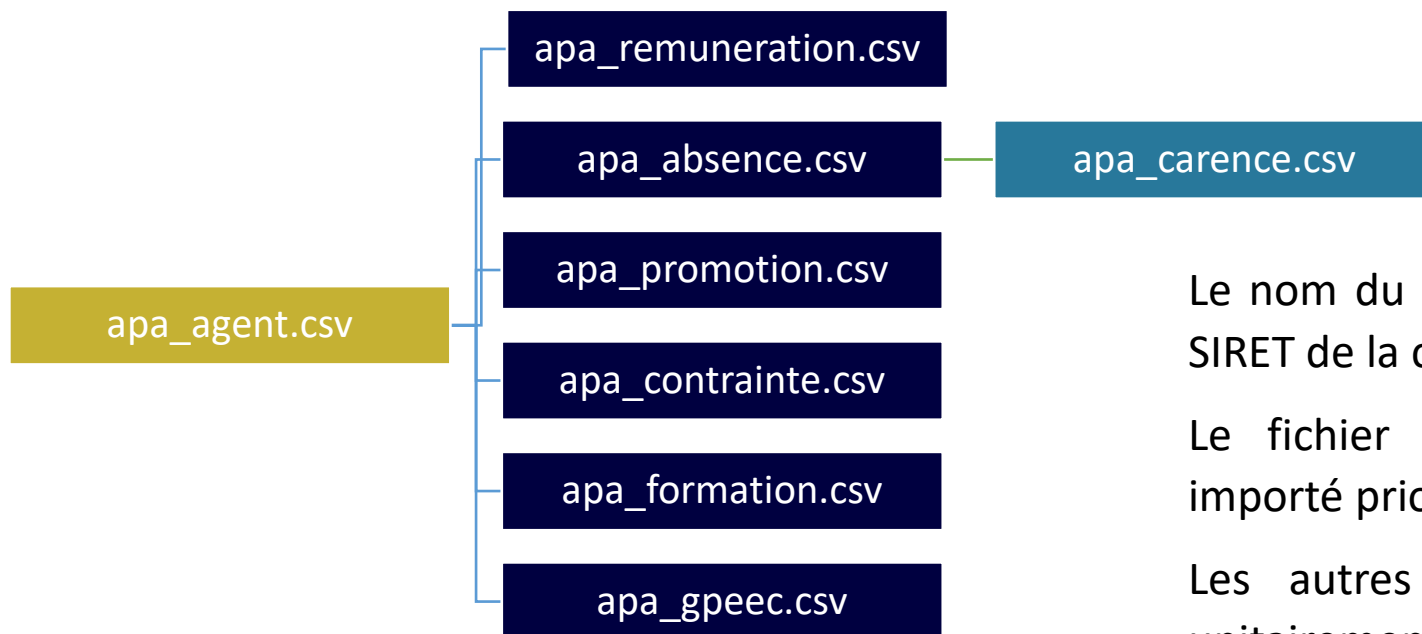 apa_remuneration.csv
apa_absence.csv
apa_carence.csv
apa_promotion.csv
apa_agent.csv
apa_contrainte.csv
apa_formation.csv
apa_gpeec.csv
Le nom du
SIRET de la
Le fichier
importé
Les autres